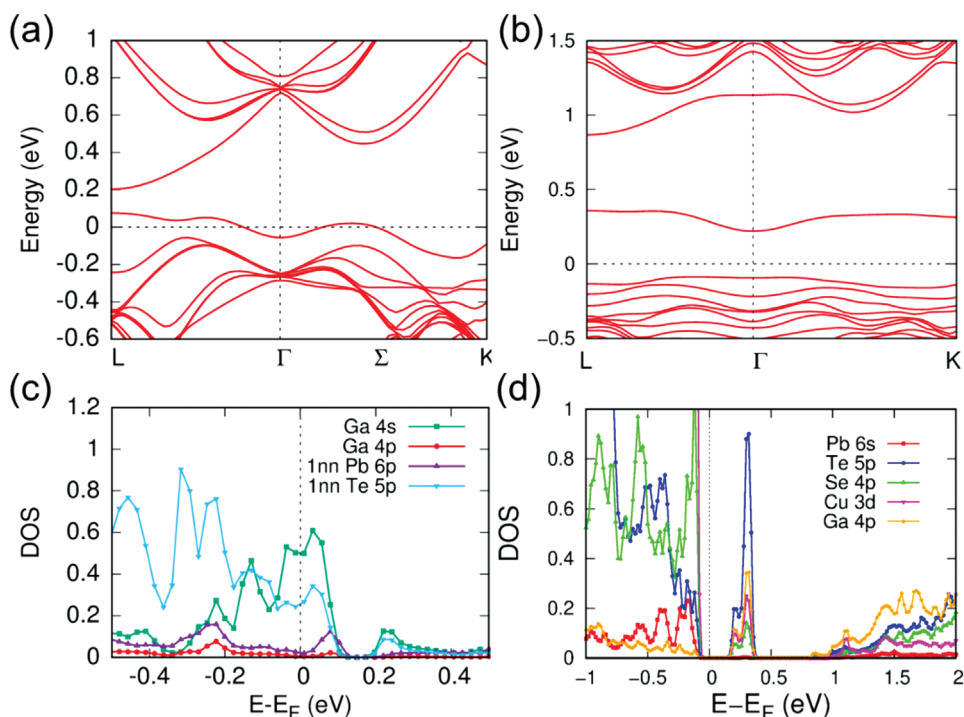 (a)
1
0.8
0.6
0.4
0.2
0
-0.2
-0.4
-0.6
Energy (eV)
L Γ Σ K
(b)
1.5
1
0.5
0
−0.5
Energy (eV)
L Γ K
(c)
1.2
1
0.8
0.6
0.4
0.2
0
DOS
Ga 4s
Ga 4p
1nn Pb 6p
1nn Te 5p
-0.4 -0.2 0 0.2 0.4
E-EF (eV)
(d)
1
0.8
0.6
0.4
0.2
0
DOS
Pb 6s
Te 5p
Se 4p
Cu 3d
Ga 4p
−1 −0.5 0 0.5 1 1.5 2
E−EF (eV)